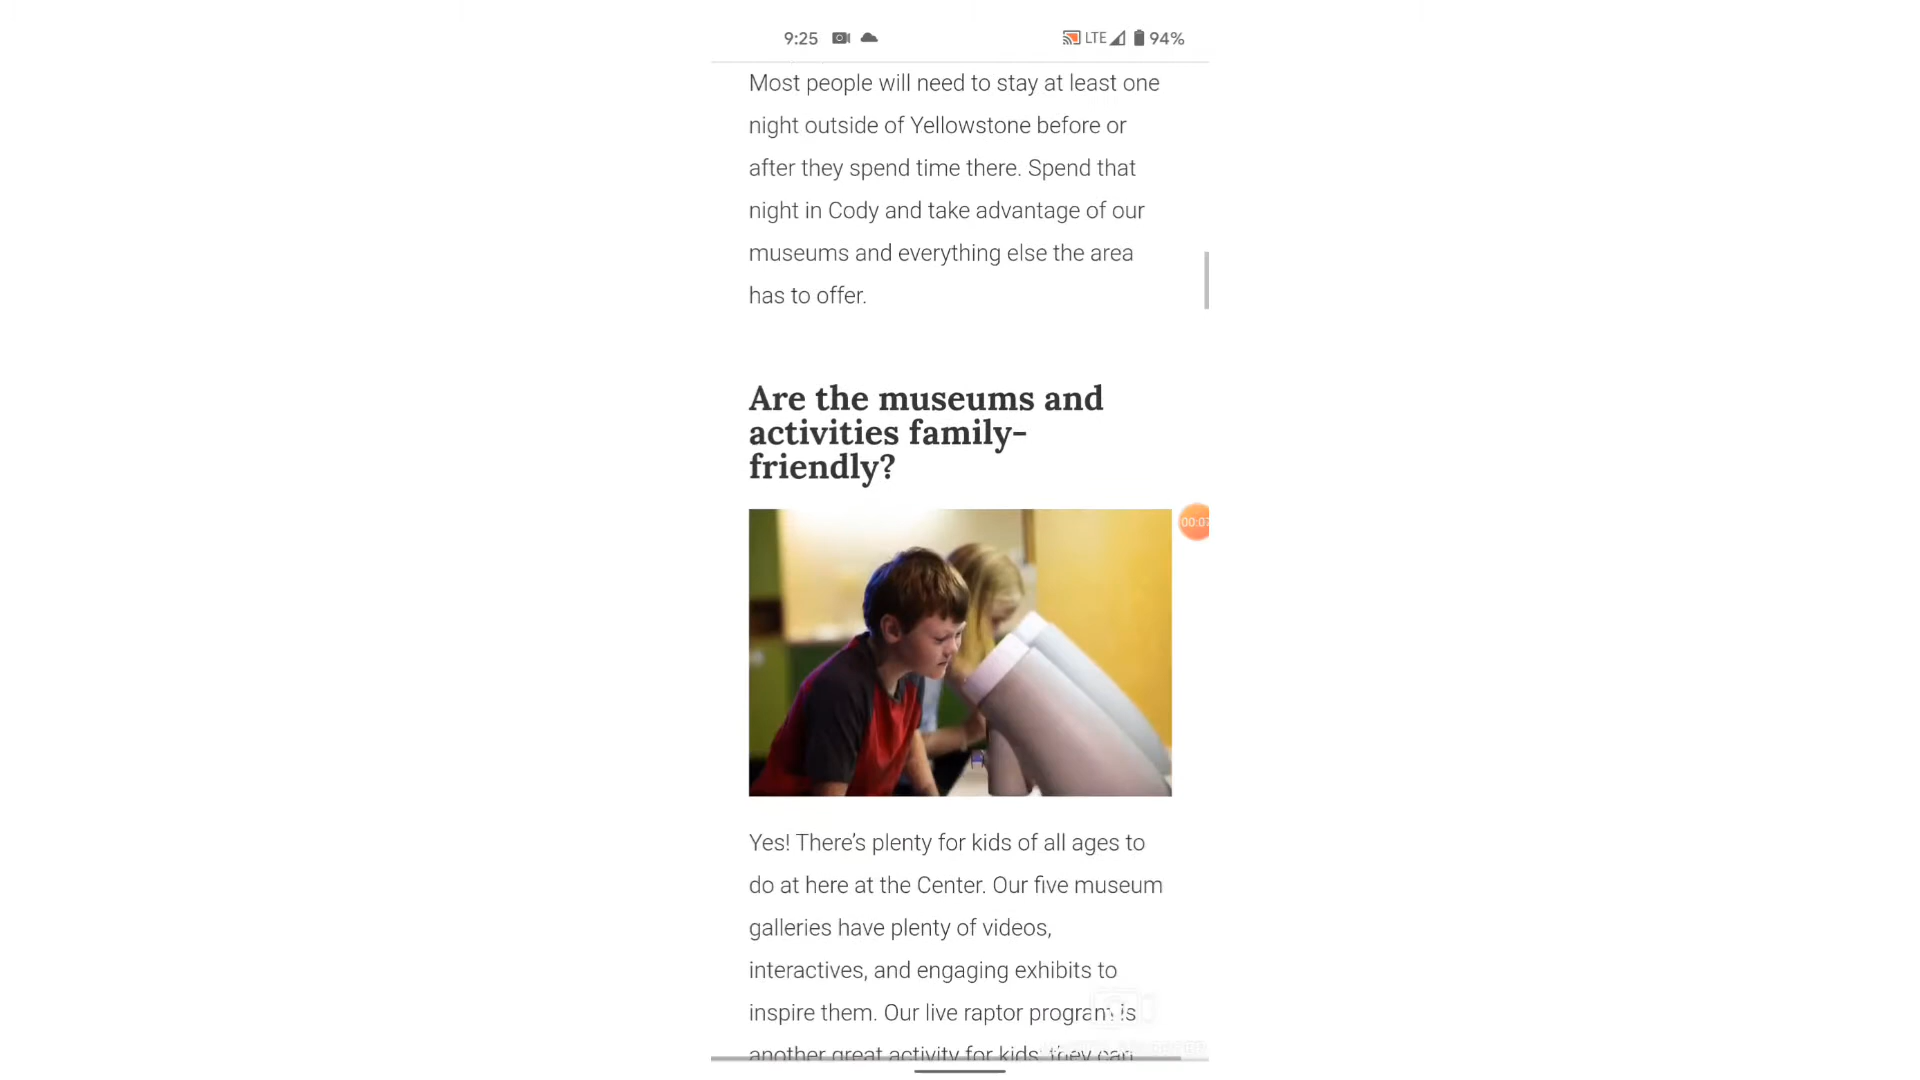 9:25 LTE 94%
Most people will need to stay at least one
night outside of Yellowstone before or
after they spend time there. Spend that
night in Cody and take advantage of our
museums and everything else the area
has to offer.
Are the museums and
activities family-
friendly?
00:07
Yes! There’s plenty for kids of all ages to
do at here at the Center. Our five museum
galleries have plenty of videos,
interactives, and engaging exhibits to
inspire them. Our live raptor program is
another great activity for kids, they can